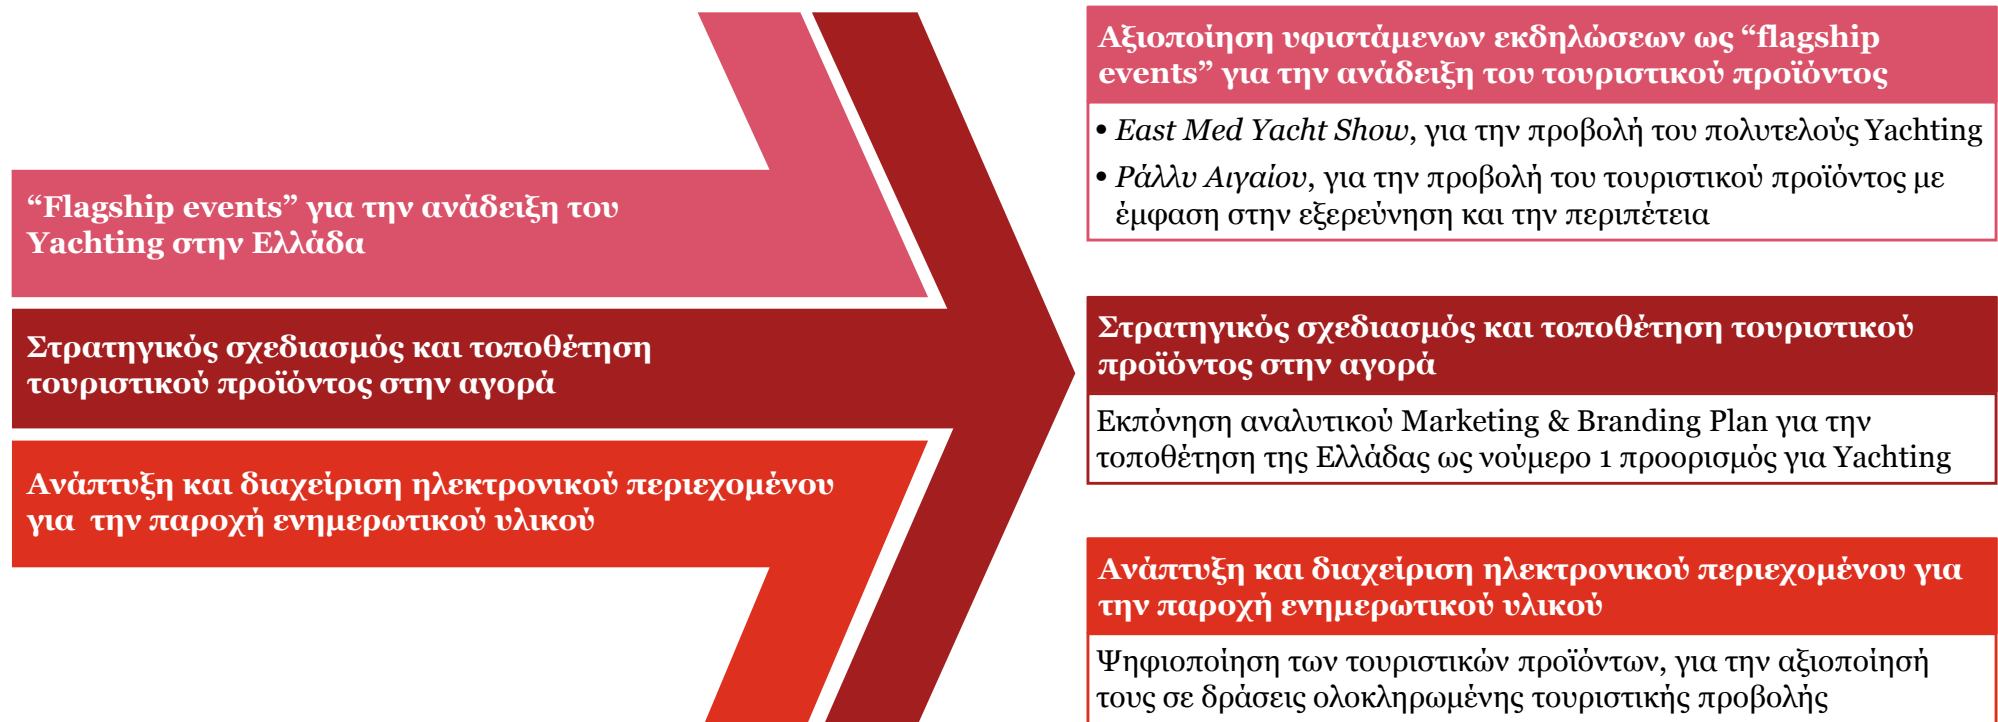 “Flagship events” για την ανάδειξη του
Yachting στην Ελλάδα
Στρατηγικός σχεδιασμός και τοποθέτηση
τουριστικού προϊόντος στην αγορά
Ανάπτυξη και διαχείριση ηλεκτρονικού περιεχομένου
για την παροχή ενημερωτικού υλικού
Αξιοποίηση υφιστάμενων εκδηλώσεων ως “flagship
events” για την ανάδειξη του τουριστικού προϊόντος
• East Med Yacht Show, για την προβολή του πολυτελούς Yachting
• Ράλλυ Αιγαίου, για την προβολή του τουριστικού προϊόντος με
έμφαση στην εξερεύνηση και την περιπέτεια
Στρατηγικός σχεδιασμός και τοποθέτηση τουριστικού
προϊόντος στην αγορά
Εκπόνηση αναλυτικού Marketing & Branding Plan για την
τοποθέτηση της Ελλάδας ως νούμερο 1 προορισμός για Yachting
Ανάπτυξη και διαχείριση ηλεκτρονικού περιεχομένου για
την παροχή ενημερωτικού υλικού
Ψηφιοποίηση των τουριστικών προϊόντων, για την αξιοποίησή
τους σε δράσεις ολοκληρωμένης τουριστικής προβολής